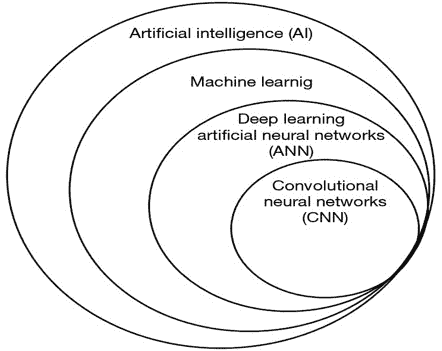 Artificial intelligence (AI)
Machine learnig
Deep learning
artificial neural networks
(ANN)
Convolutional
neural networks
(CNN)